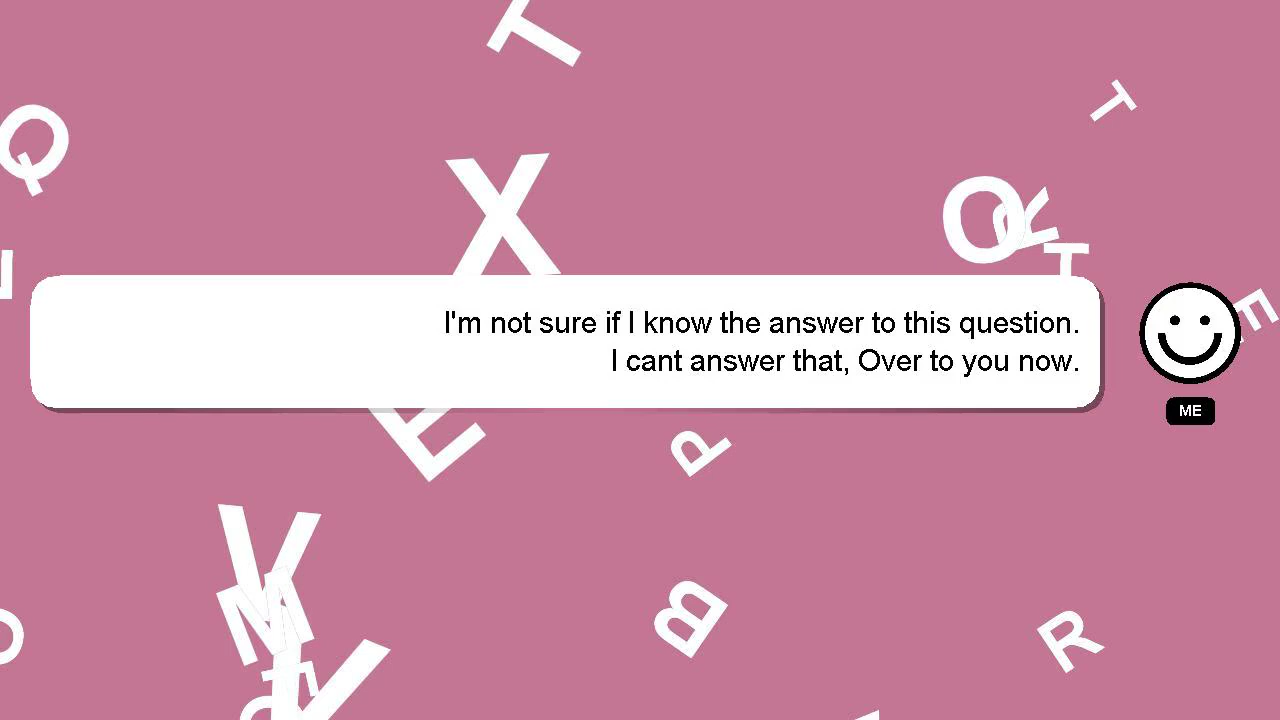 T
Q
T
X
O
R
T
I'm not sure if I know the answer to this question.
I cant answer that, Over to you now.
ME
E
E
P
V
M
B
R
V